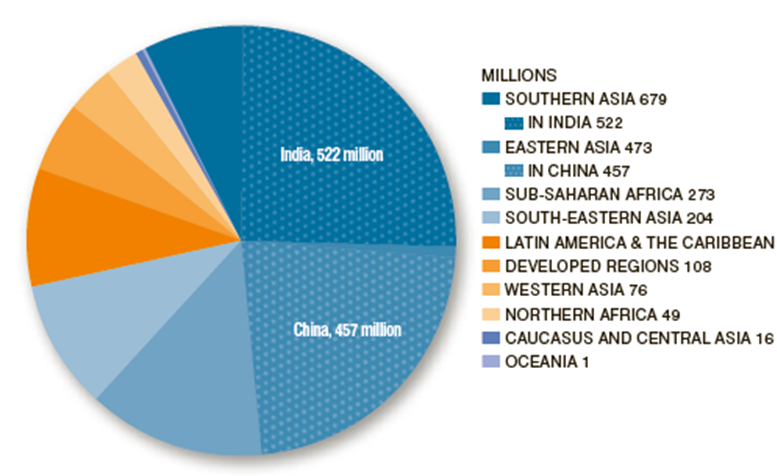 MILLIONS
SOUTHERN ASIA 679
IN INDIA 522
EASTERN ASIA 473
IN CHINA 457
SUB-SAHARAN AFRICA 273
SOUTH-EASTERN ASIA 204
LATIN AMERICA & THE CARIBBEAN
DEVELOPED REGIONS 108
WESTERN ASIA 76
NORTHERN AFRICA 49
CAUCASUS AND CENTRAL ASIA 16
OCEANIA 1
India, 522 million
China, 457 million